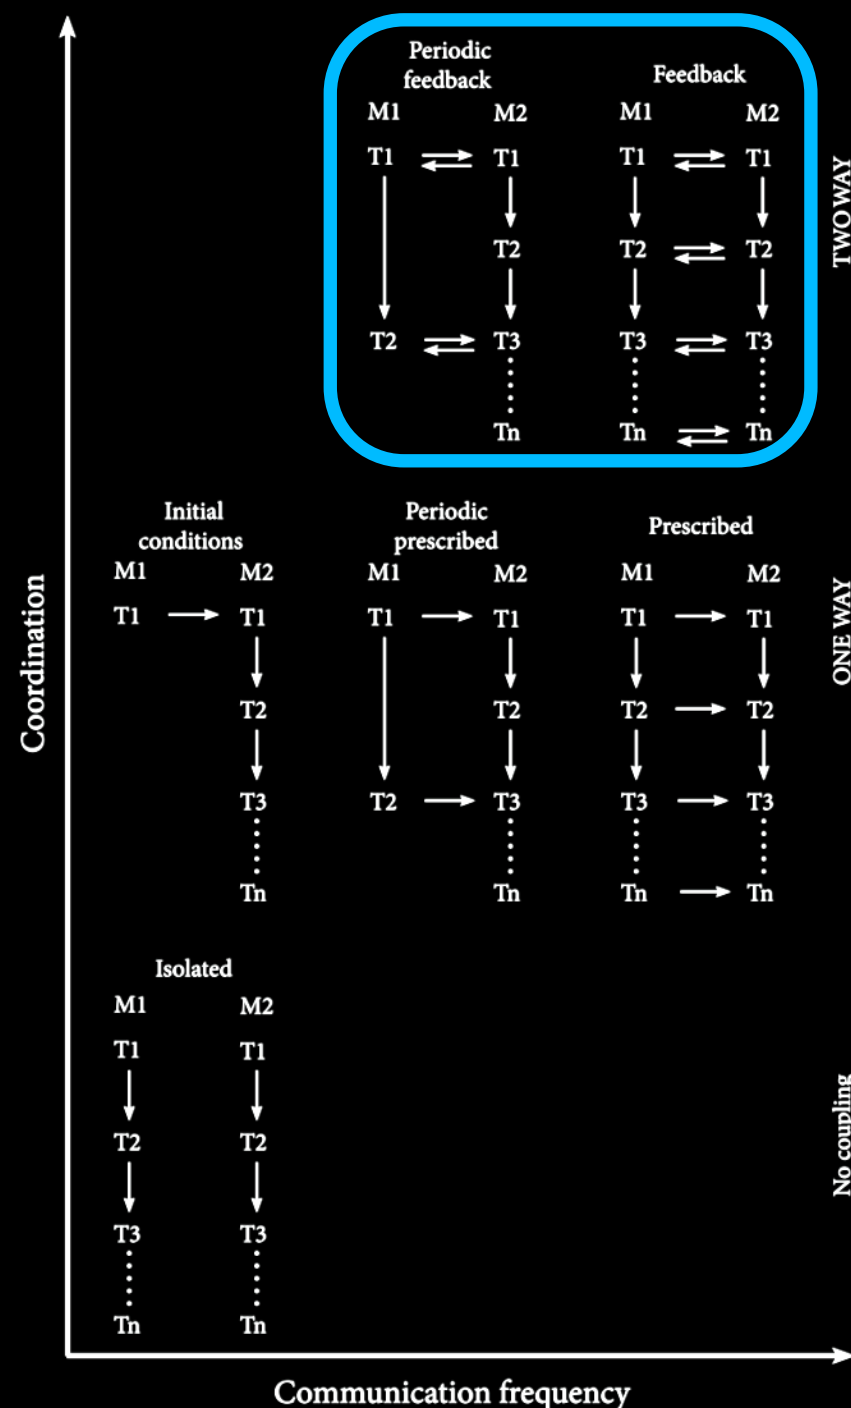 Periodic
feedback
Feedback
M1 M2 M1 M2
T1 T1 T1 T1
T2 T2 T2
T2 T3 T3 T3
Tn Tn Tn
TWO WAY
Initial
conditions
Periodic
prescribed
Prescribed
M1 M2 M1 M2 M1 M2
T1 T1 T1 T1 T1 T1
T2 T2 T2 T2
T3 T2 T3 T3 T3
Tn Tn Tn Tn
ONE WAY
Isolated
M1 M2
T1 T1
T2 T2
T3 T3
Tn Tn
No coupling
Coordination
Communication frequency